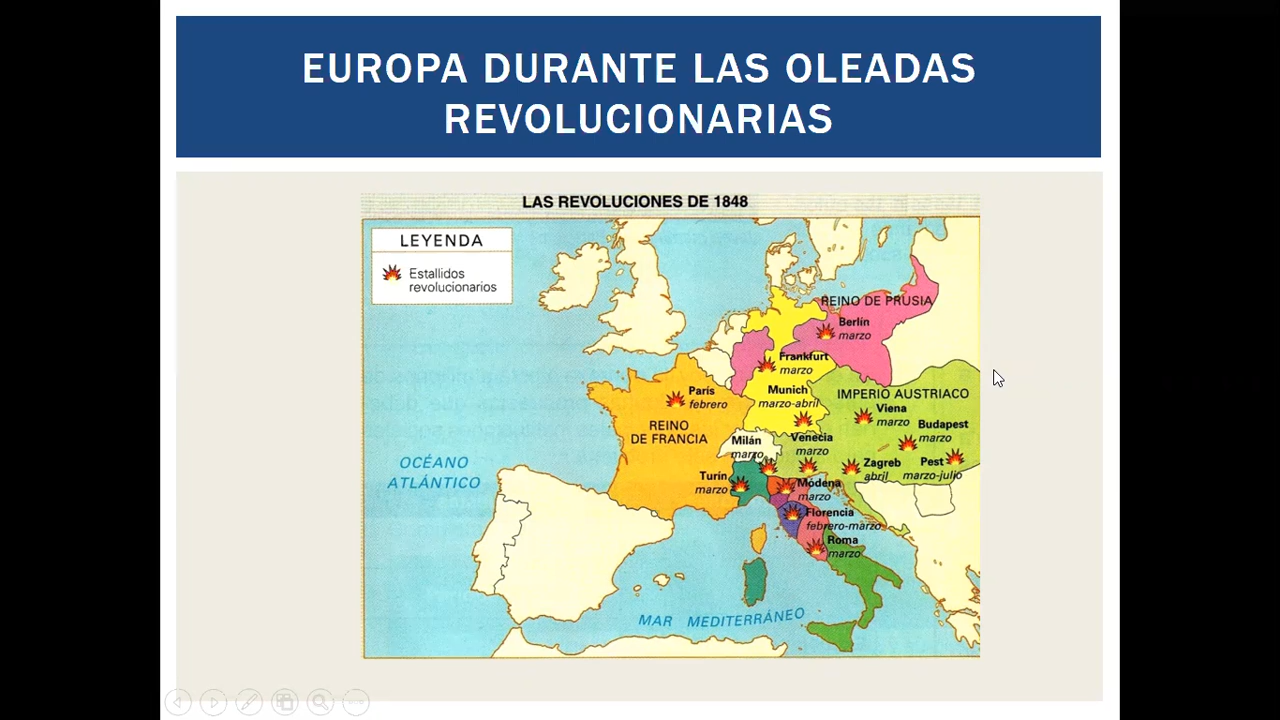 EUROPA DURANTE LAS OLEADAS
REVOLUCIONARIAS
LAS REVOLUCIONES DE 1848
LEYENDA
Estallidos
revolucionarios
REINO DE PRUSIA
Berlín
marzo
Frankfurt
marzo
París
febrero
Munich
marzo-abril
IMPERIO AUSTRIACO
Viena
marzo
Budapest
marzo
REINO
DE FRANCIA
Milán
marzo
Venecia
marzo
OCÉANO
ATLÁNTICO
Turín
marzo
Zagreb
abril
Pest
marzo-julio
Módena
marzo
Florencia
febrero-marzo
Roma
marzo
MAR MEDITERRÁNEO